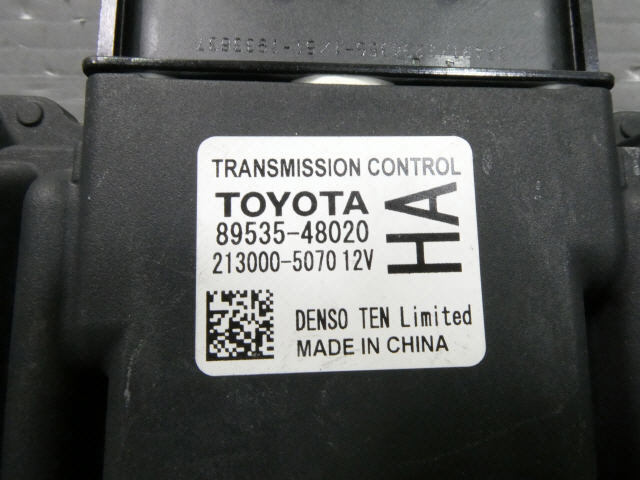 TRANSMISSION CONTROL
TOYOTA
89535-48020
213000-5070 12V
HA
DENSO TEN Limited
MADE IN CHINA